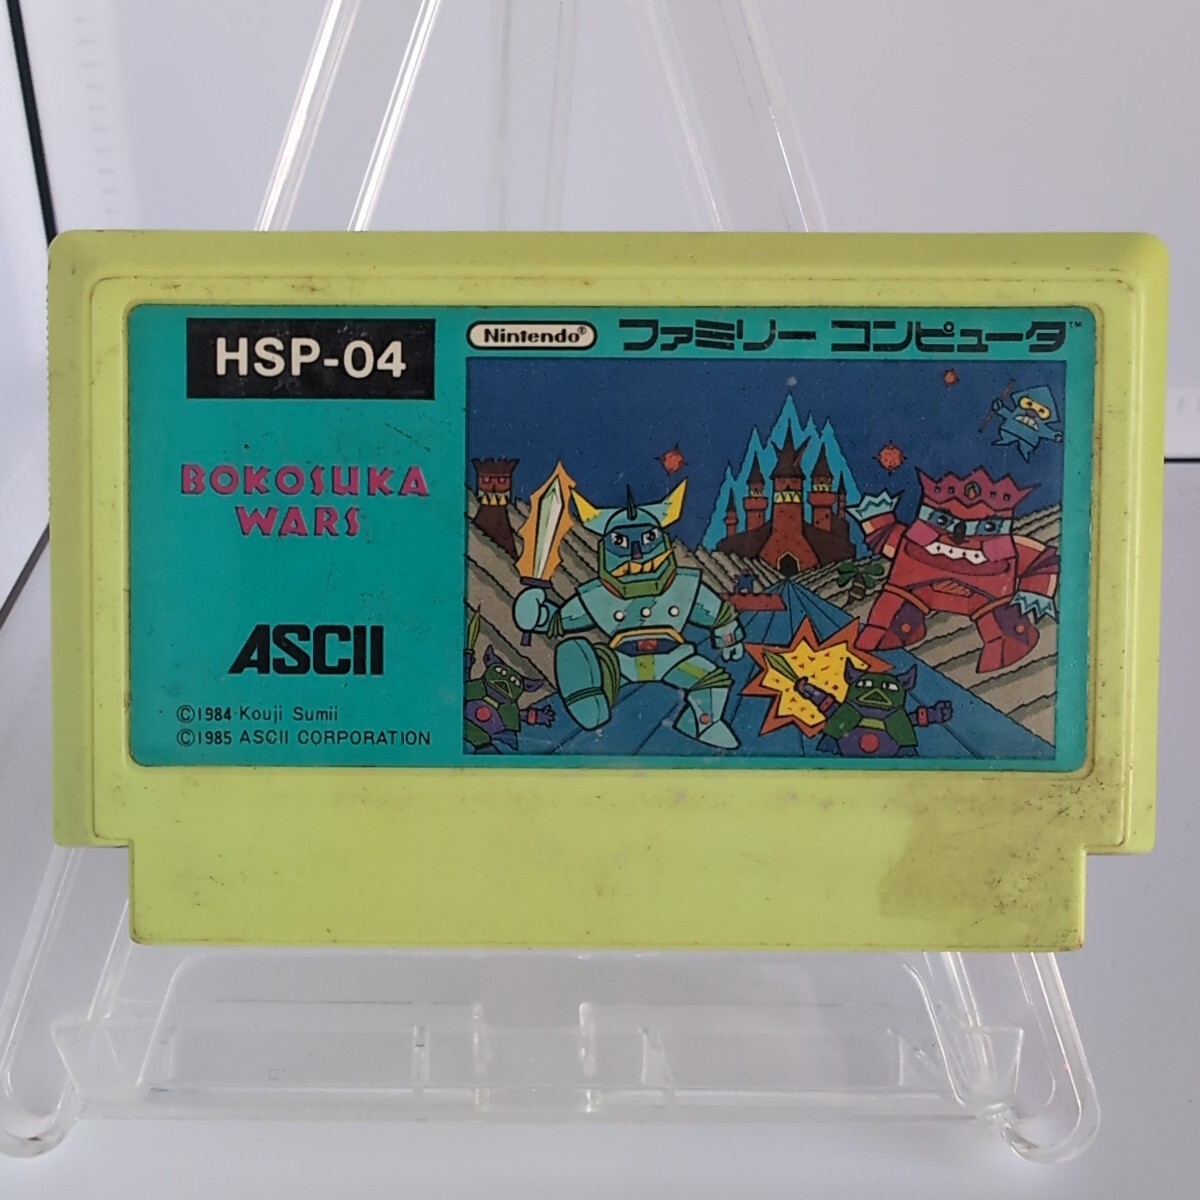 HSP-04
Nintendo® ファミリー コンピュータ™
BOKOSUKA
WARS
ASCII
©1984 Kouji Sumii
©1985 ASCII CORPORATION